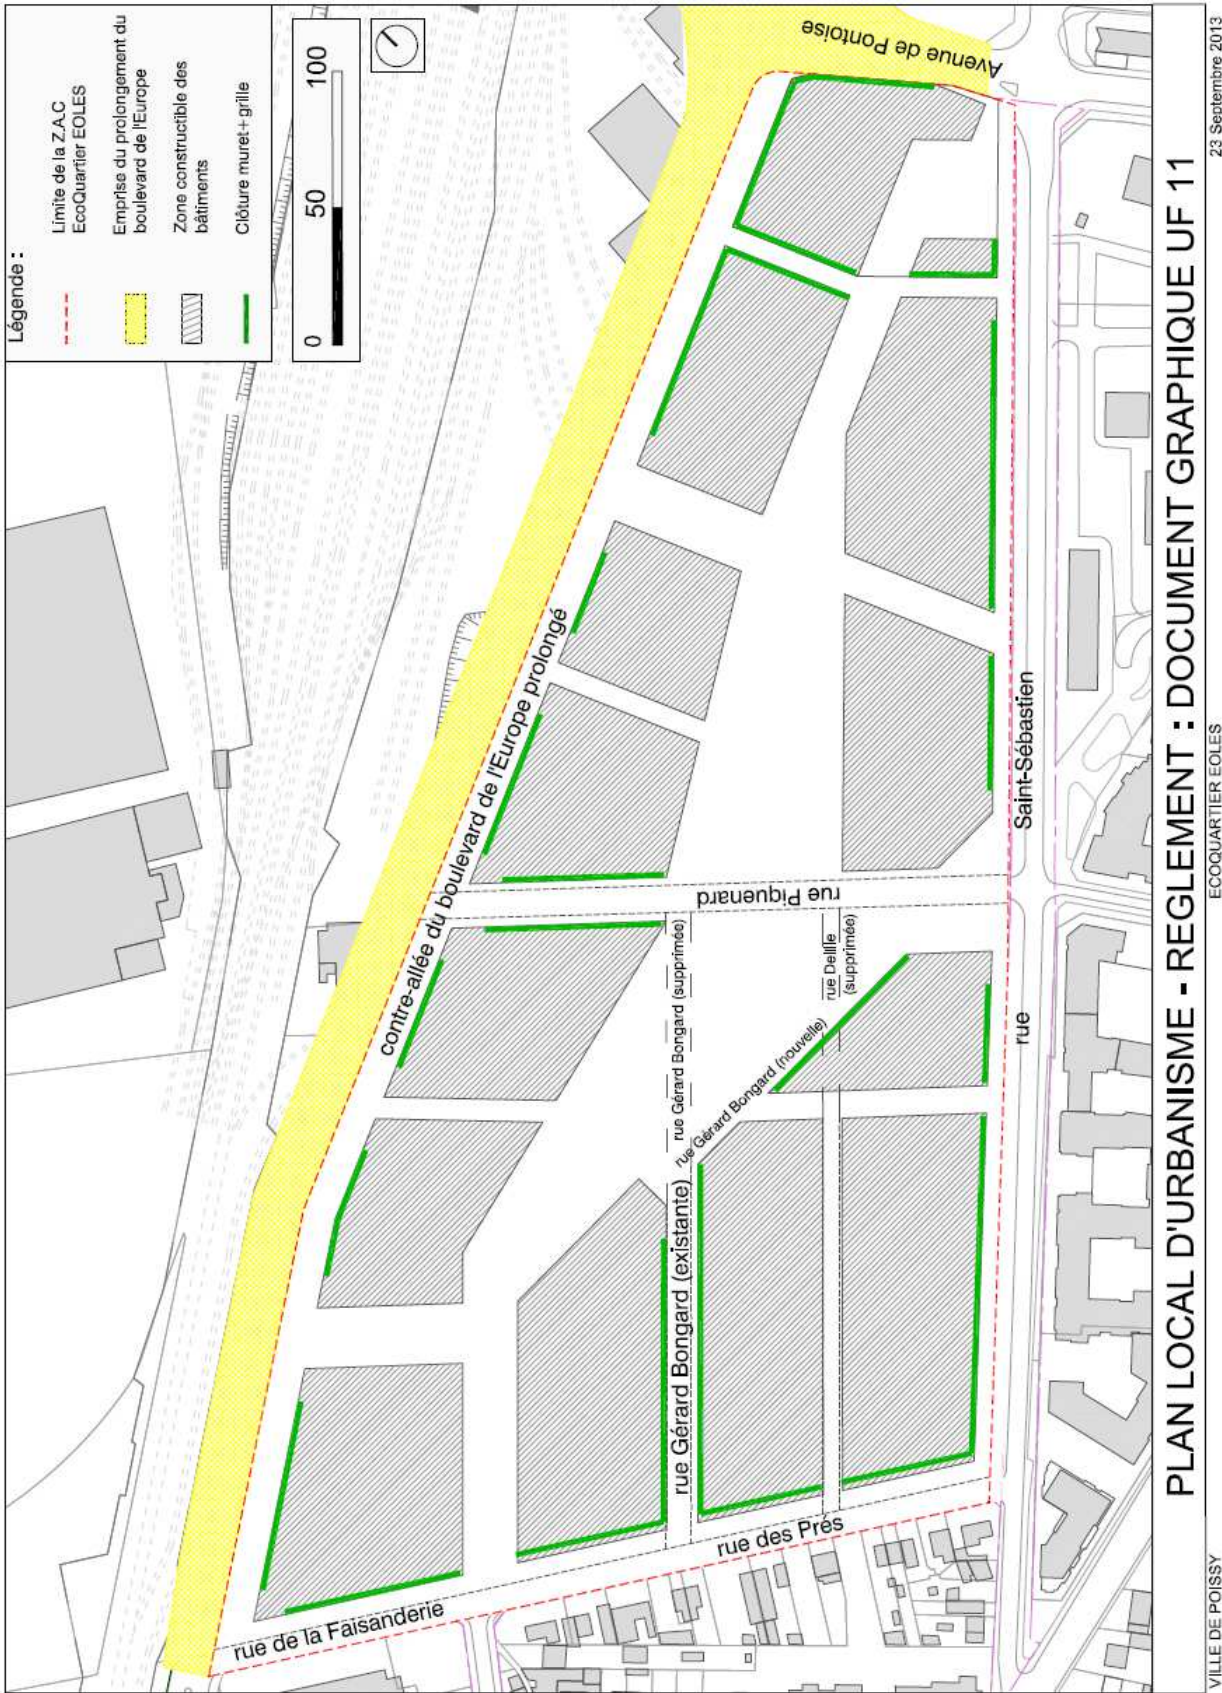 Légende :
Limite de la Z.A.C
EcoQuartier EOLES
Emprise du prolongement du
boulevard de l'Europe
Zone constructible des
bâtiments
Clôture muret+grille
0 50 100
Avenue de Pontoise
contre-allée du boulevard de l'Europe prolongé
rue Piquenard
rue Gérard Bongard (supprimée)
rue Delille
(supprimée)
rue Gérard Bongard (nouvelle)
rue Gérard Bongard (existante)
rue de la Faisanderie
rue des Prés
rue Saint-Sébastien
PLAN LOCAL D'URBANISME - REGLEMENT : DOCUMENT GRAPHIQUE UF 11
VILLE DE POISSY ECOQUARTIER EOLES 23 Septembre 2013